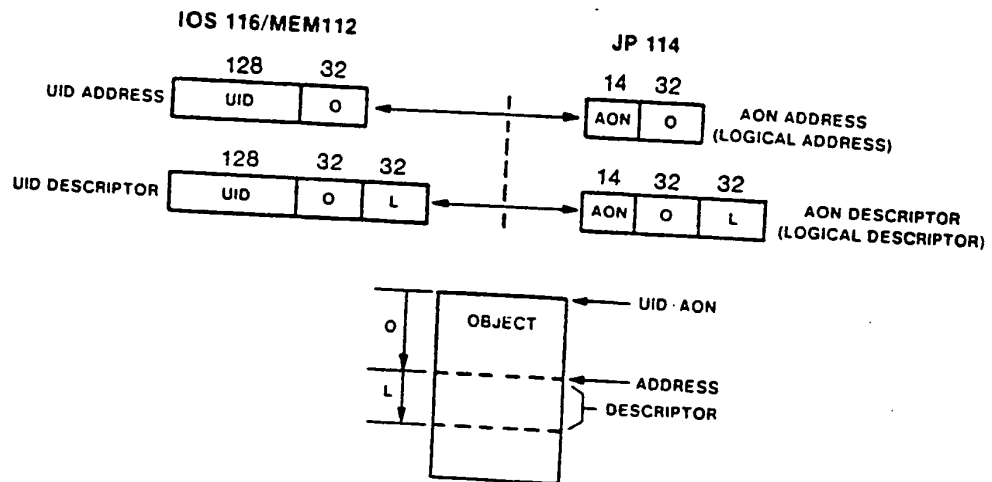 IOS 116/MEM112
JP 114
128 32
14 32
UID ADDRESS
UID O
AON O
AON ADDRESS
(LOGICAL ADDRESS)
128 32 32
14 32 32
UID DESCRIPTOR
UID O L
AON O L
AON DESCRIPTOR
(LOGICAL DESCRIPTOR)
UID·AON
OBJECT
O
ADDRESS
L
DESCRIPTOR